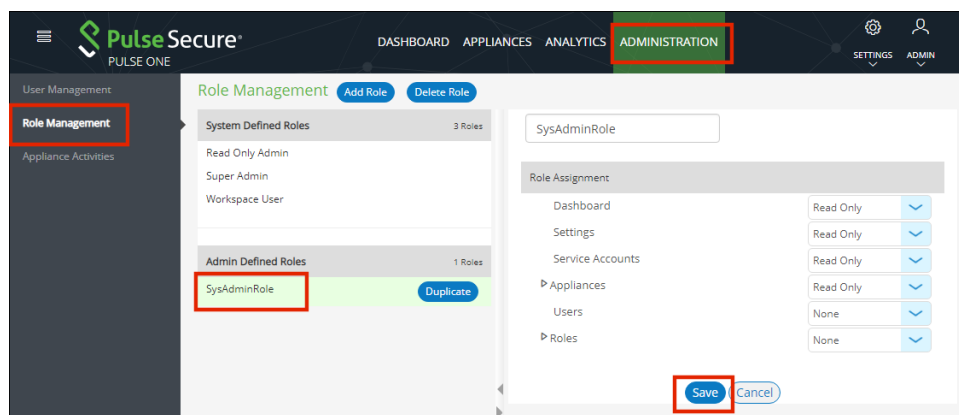 Pulse Secure®
PULSE ONE
DASHBOARD APPLIANCES ANALYTICS ADMINISTRATION
SETTINGS ADMIN
User Management
Role Management
Appliance Activities
Role Management Add Role Delete Role
System Defined Roles 3 Roles
Read Only Admin
Super Admin
Workspace User
Admin Defined Roles 1 Roles
SysAdminRole Duplicate
SysAdminRole
Role Assignment
Dashboard Read Only
Settings Read Only
Service Accounts Read Only
Appliances Read Only
Users None
Roles None
Save Cancel